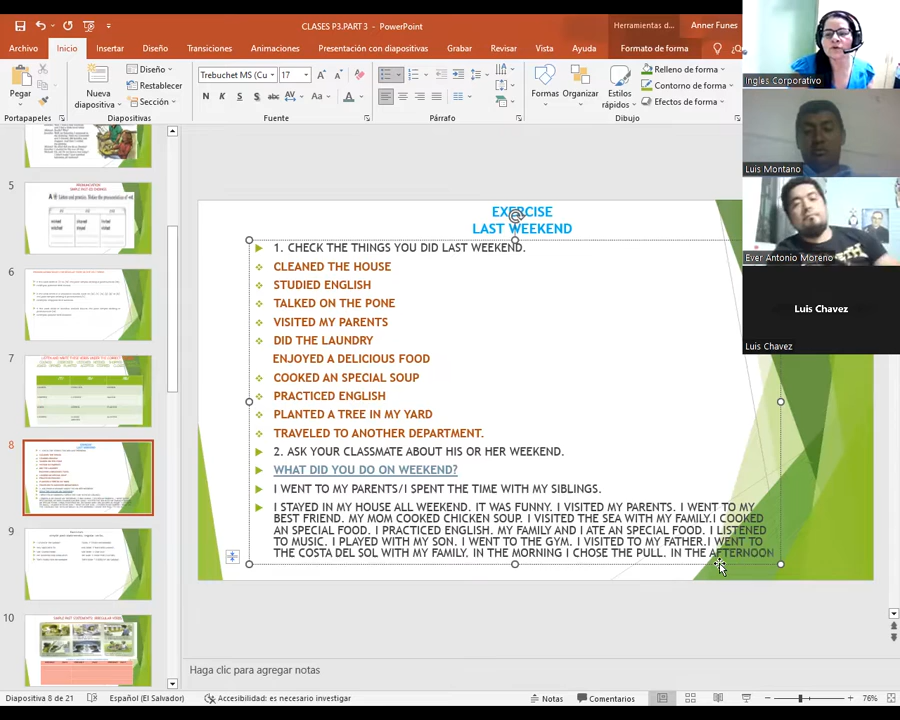 CLASES P3.PART 3 - PowerPoint
Herramientas d...
Anner Funes
Archivo
Inicio
Insertar
Diseño
Transiciones
Animaciones
Presentación con diapositivas
Grabar
Revisar
Vista
Ayuda
Formato de forma
Pegar
Nueva
diapositiva
Diseño
Restablecer
Sección
Trebuchet MS (Cu
17
N
K
S
S
abc
AV
Aa
A
Formas
Organizar
Estilos
rápidos
Relleno de forma
Contorno de forma
Efectos de forma
Portapapeles
Diapositivas
Fuente
Párrafo
Dibujo
Ingles Corporativo
Luis Montano
Ever Antonio Moreno
Luis Chavez
Luis Chavez
5
6
7
8
9
10
EXERCISE
LAST WEEKEND
1. CHECK THE THINGS YOU DID LAST WEEKEND.
CLEANED THE HOUSE
STUDIED ENGLISH
TALKED ON THE PONE
VISITED MY PARENTS
DID THE LAUNDRY
ENJOYED A DELICIOUS FOOD
COOKED AN SPECIAL SOUP
PRACTICED ENGLISH
PLANTED A TREE IN MY YARD
TRAVELED TO ANOTHER DEPARTMENT.
2. ASK YOUR CLASSMATE ABOUT HIS OR HER WEEKEND.
WHAT DID YOU DO ON WEEKEND?
I WENT TO MY PARENTS/I SPENT THE TIME WITH MY SIBLINGS.
I STAYED IN MY HOUSE ALL WEEKEND. IT WAS FUNNY. I VISITED MY PARENTS. I WENT TO MY
BEST FRIEND. MY MOM COOKED CHICKEN SOUP. I VISITED THE SEA WITH MY FAMILY.I COOKED
AN SPECIAL FOOD. I PRACTICED ENGLISH. MY FAMILY AND I ATE AN SPECIAL FOOD. I LISTENED
TO MUSIC. I PLAYED WITH MY SON. I WENT TO THE GYM. I VISITED TO MY FATHER.I WENT TO
THE COSTA DEL SOL WITH MY FAMILY. IN THE MORNING I CHOSE THE PULL. IN THE AFTERNOON
Haga clic para agregar notas
Diapositiva 8 de 21
Español (El Salvador)
Accesibilidad: es necesario investigar
Notas
Comentarios
76%